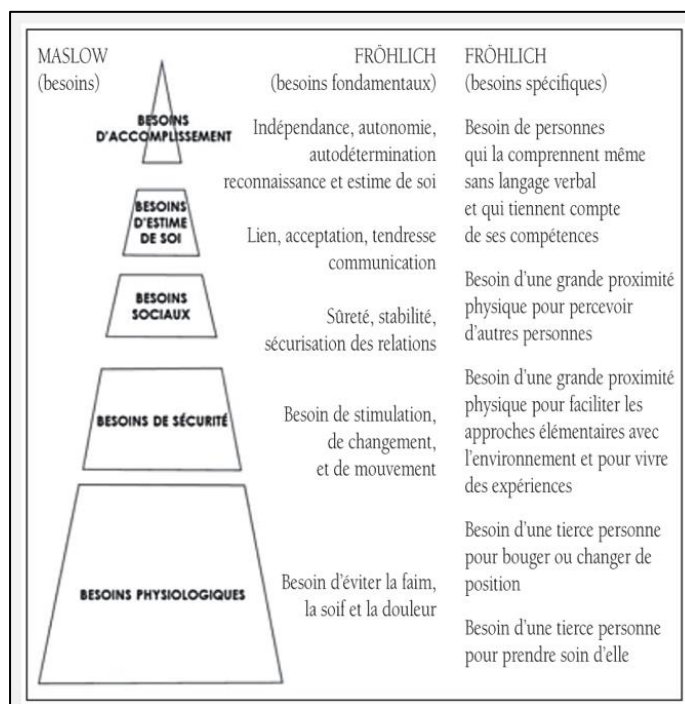 MASLOW
(besoins)
BESOINS
D'ACCOMPLISSEMENT
BESOINS
D'ESTIME
DE SOI
BESOINS
SOCIAUX
BESOINS DE SÉCURITÉ
BESOINS PHYSIOLOGIQUES
FRÖHLICH
(besoins fondamentaux)
Indépendance, autonomie,
autodétermination
reconnaissance et estime de soi
Lien, acceptation, tendresse
communication
Sûreté, stabilité,
sécurisation des relations
Besoin de stimulation,
de changement,
et de mouvement
Besoin d'éviter la faim,
la soif et la douleur
FRÖHLICH
(besoins spécifiques)
Besoin de personnes
qui la comprennent même
sans langage verbal
et qui tiennent compte
de ses compétences
Besoin d'une grande proximité
physique pour percevoir
d'autres personnes
Besoin d'une grande proximité
physique pour faciliter les
approches élémentaires avec
l'environnement et pour vivre
des expériences
Besoin d'une tierce personne
pour bouger ou changer de
position
Besoin d'une tierce personne
pour prendre soin d'elle